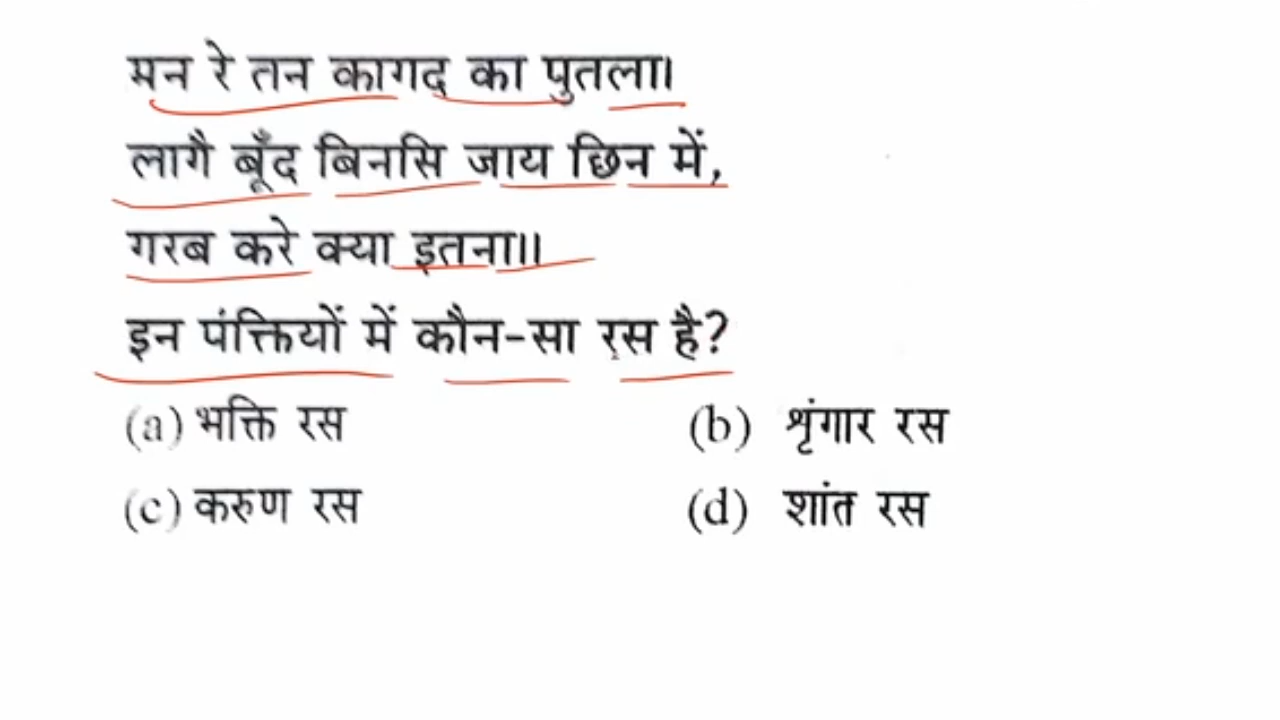 मन रे तन कागद का पुतला।
लागै बूँद बिनसि जाय छिन में,
गरब करे क्या इतना॥
इन पंक्तियों में कौन-सा रस है?
(a) भक्ति रस (b) शृंगार रस
(c) करुण रस (d) शांत रस